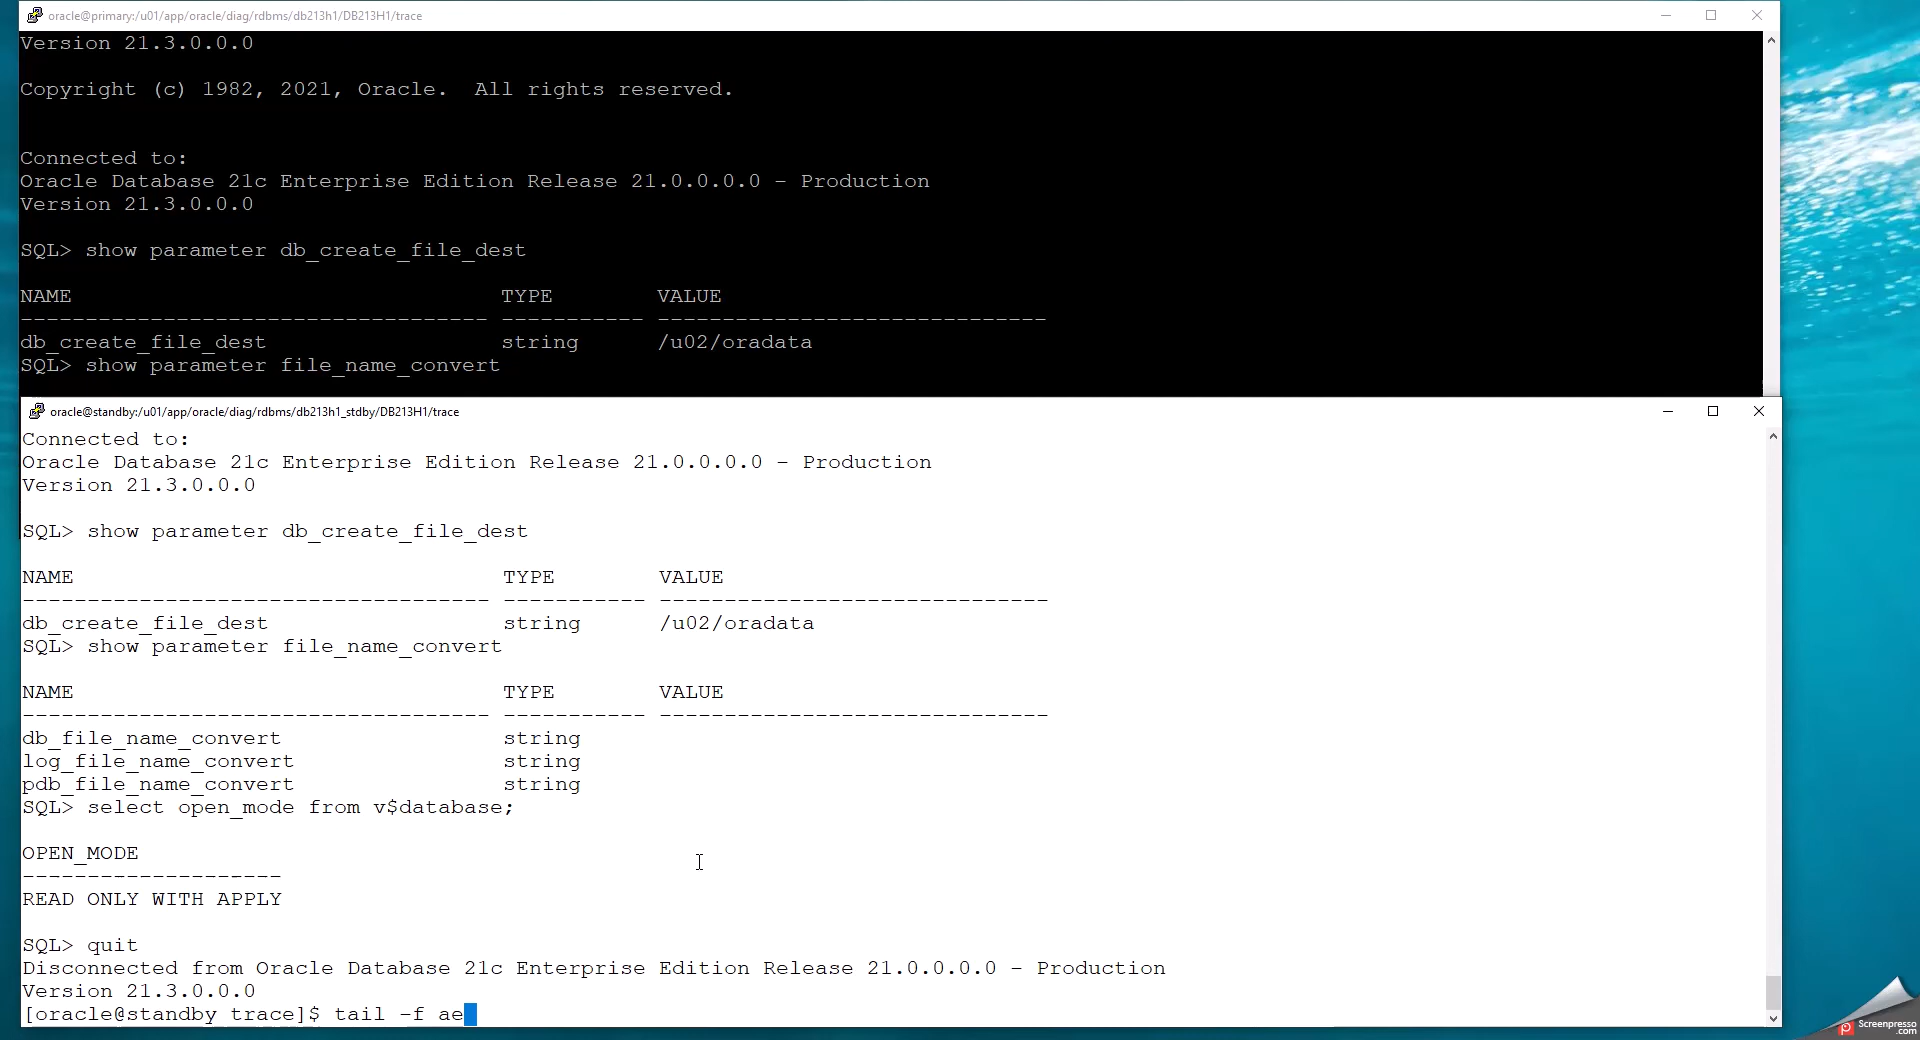 oracle@primary:/u01/app/oracle/diag/rdbms/db213h1/DB213H1/trace
Version 21.3.0.0.0
Copyright (c) 1982, 2021, Oracle.  All rights reserved.
Connected to:
Oracle Database 21c Enterprise Edition Release 21.0.0.0.0 - Production
Version 21.3.0.0.0
SQL> show parameter db_create_file_dest
NAME                                 TYPE        VALUE
------------------------------------ ----------- ------------------------------
db_create_file_dest                  string      /u02/oradata
SQL> show parameter file_name_convert
oracle@standby:/u01/app/oracle/diag/rdbms/db213h1_stdby/DB213H1/trace
Connected to:
Oracle Database 21c Enterprise Edition Release 21.0.0.0.0 - Production
Version 21.3.0.0.0
SQL> show parameter db_create_file_dest
NAME                                 TYPE        VALUE
------------------------------------ ----------- ------------------------------
db_create_file_dest                  string      /u02/oradata
SQL> show parameter file_name_convert
NAME                                 TYPE        VALUE
------------------------------------ ----------- ------------------------------
db_file_name_convert                 string
log_file_name_convert                string
pdb_file_name_convert                string
SQL> select open_mode from v$database;
OPEN_MODE
--------------------
READ ONLY WITH APPLY
SQL> quit
Disconnected from Oracle Database 21c Enterprise Edition Release 21.0.0.0.0 - Production
Version 21.3.0.0.0
[oracle@standby trace]$ tail -f ae
Screenpresso
.com